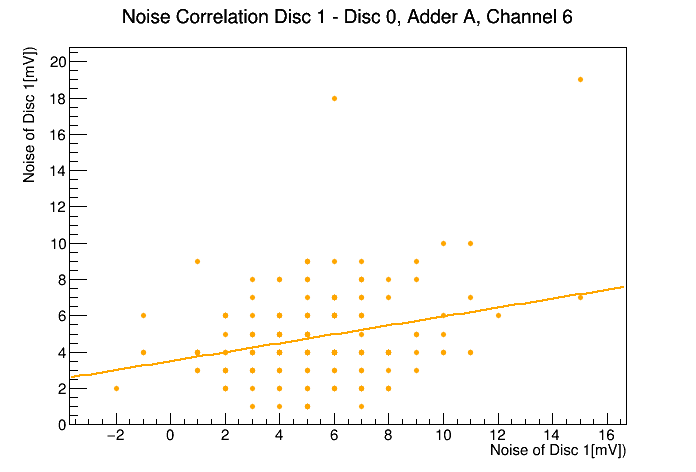 Noise Correlation Disc 1 - Disc 0, Adder A, Channel 6
Noise of Disc 1[mV])
20
18
16
14
12
10
8
6
4
2
0
−2 0 2 4 6 8 10 12 14 16
Noise of Disc 1[mV])